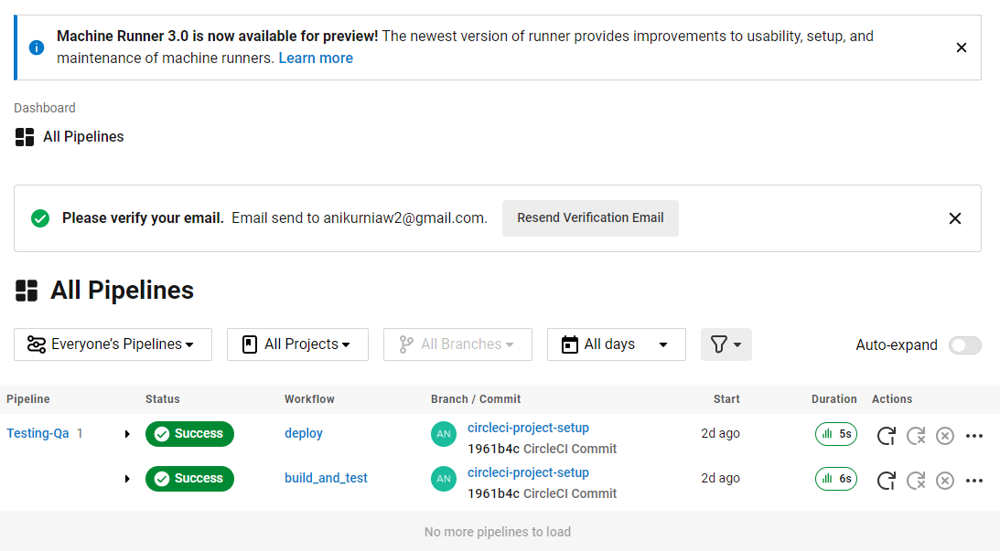 Machine Runner 3.0 is now available for preview! The newest version of runner provides improvements to usability, setup, and
maintenance of machine runners. Learn more
Dashboard
All Pipelines
Please verify your email. Email send to anikurniaw2@gmail.com. Resend Verification Email
All Pipelines
Everyone's Pipelines All Projects All Branches All days Auto-expand
Pipeline Status Workflow Branch / Commit Start Duration Actions
Testing-Qa 1 Success deploy AN circleci-project-setup 2d ago 5s
1961b4c CircleCI Commit
Success build_and_test AN circleci-project-setup 2d ago 6s
1961b4c CircleCI Commit
No more pipelines to load